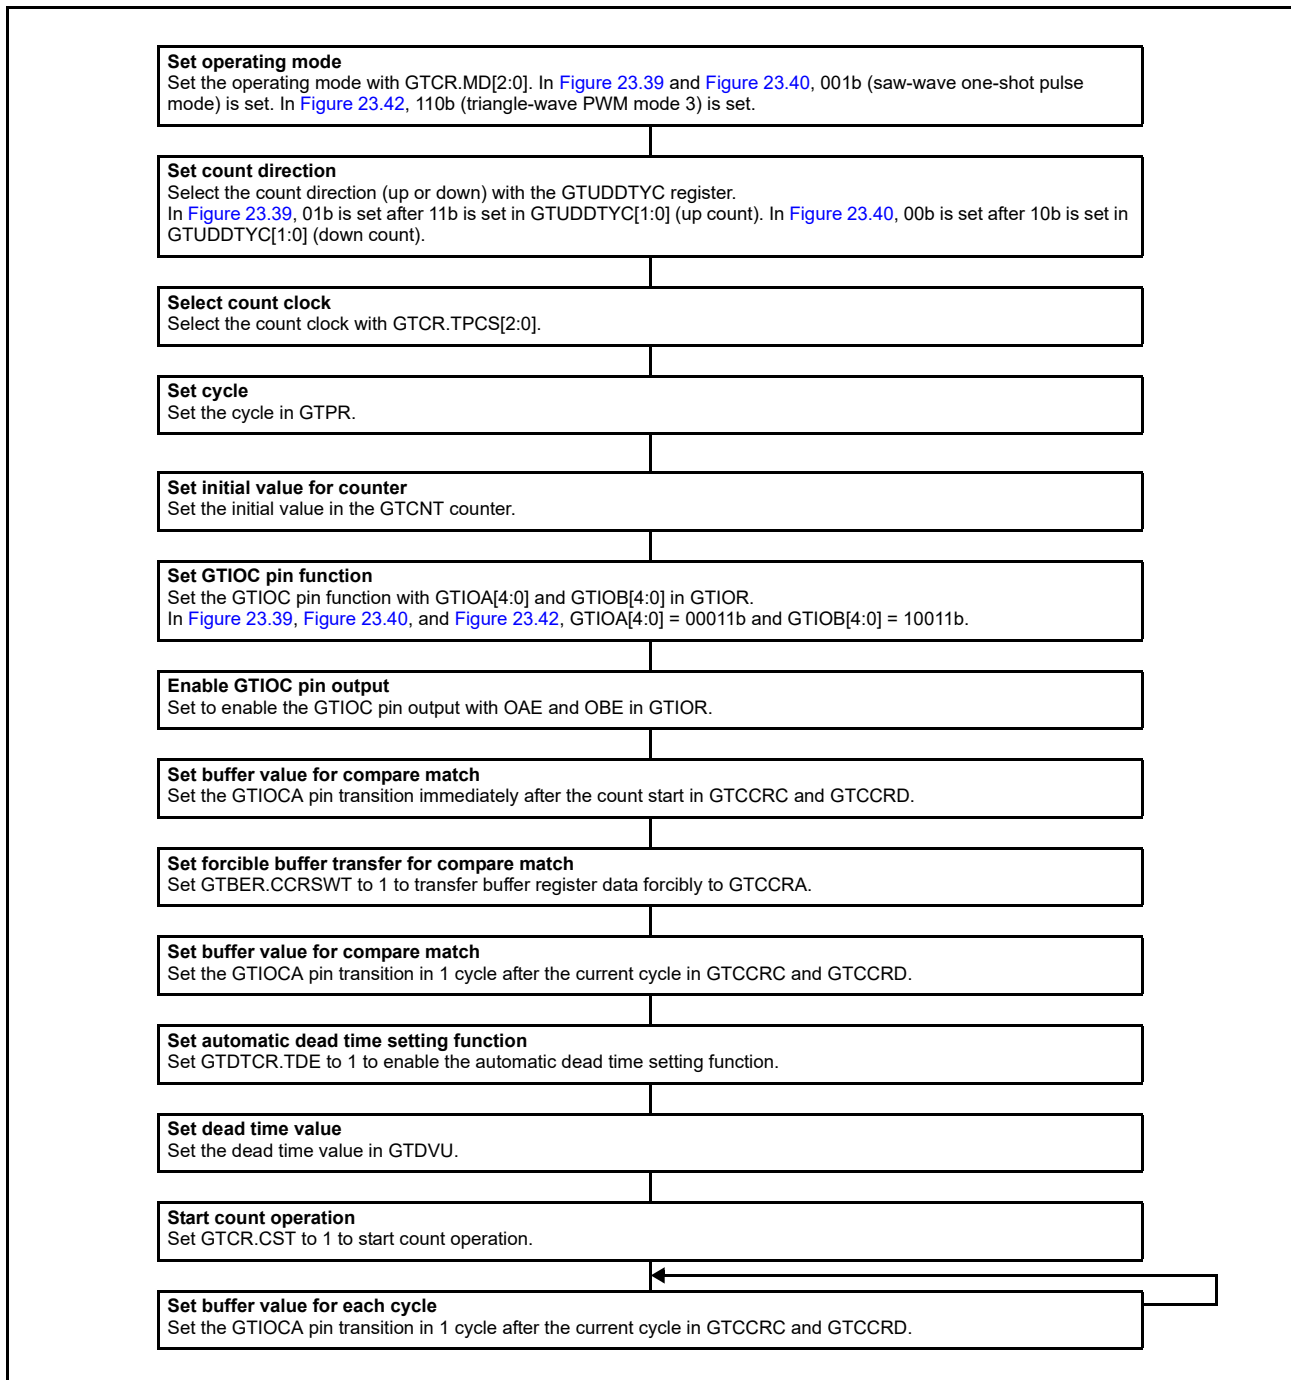 Set operating mode
Set the operating mode with GTCR.MD[2:0]. In Figure 23.39 and Figure 23.40, 001b (saw-wave one-shot pulse
mode) is set. In Figure 23.42, 110b (triangle-wave PWM mode 3) is set.
Set count direction
Select the count direction (up or down) with the GTUDDTYC register.
In Figure 23.39, 01b is set after 11b is set in GTUDDTYC[1:0] (up count). In Figure 23.40, 00b is set after 10b is set in
GTUDDTYC[1:0] (down count).
Select count clock
Select the count clock with GTCR.TPCS[2:0].
Set cycle
Set the cycle in GTPR.
Set initial value for counter
Set the initial value in the GTCNT counter.
Set GTIOC pin function
Set the GTIOC pin function with GTIOA[4:0] and GTIOB[4:0] in GTIOR.
In Figure 23.39, Figure 23.40, and Figure 23.42, GTIOA[4:0] = 00011b and GTIOB[4:0] = 10011b.
Enable GTIOC pin output
Set to enable the GTIOC pin output with OAE and OBE in GTIOR.
Set buffer value for compare match
Set the GTIOCA pin transition immediately after the count start in GTCCRC and GTCCRD.
Set forcible buffer transfer for compare match
Set GTBER.CCRSWT to 1 to transfer buffer register data forcibly to GTCCRA.
Set buffer value for compare match
Set the GTIOCA pin transition in 1 cycle after the current cycle in GTCCRC and GTCCRD.
Set automatic dead time setting function
Set GTDTCR.TDE to 1 to enable the automatic dead time setting function.
Set dead time value
Set the dead time value in GTDVU.
Start count operation
Set GTCR.CST to 1 to start count operation.
Set buffer value for each cycle
Set the GTIOCA pin transition in 1 cycle after the current cycle in GTCCRC and GTCCRD.